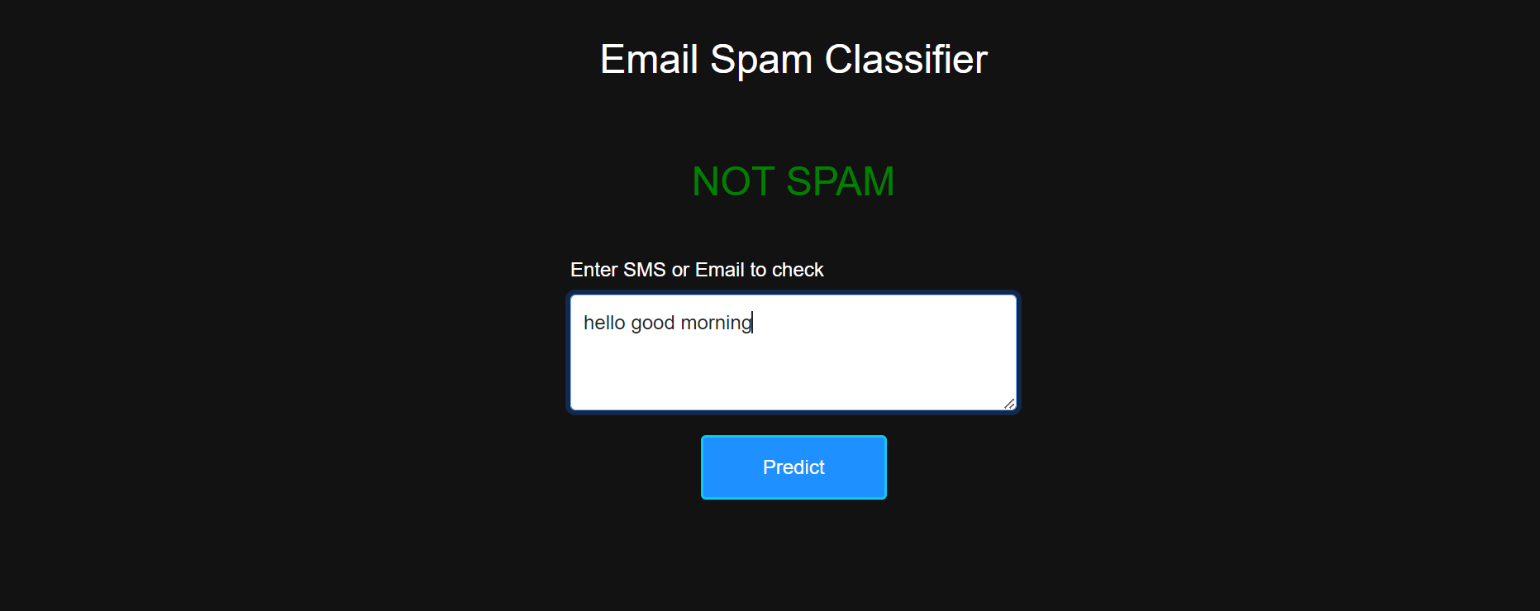 Email Spam Classifier
NOT SPAM
Enter SMS or Email to check
hello good morning
Predict